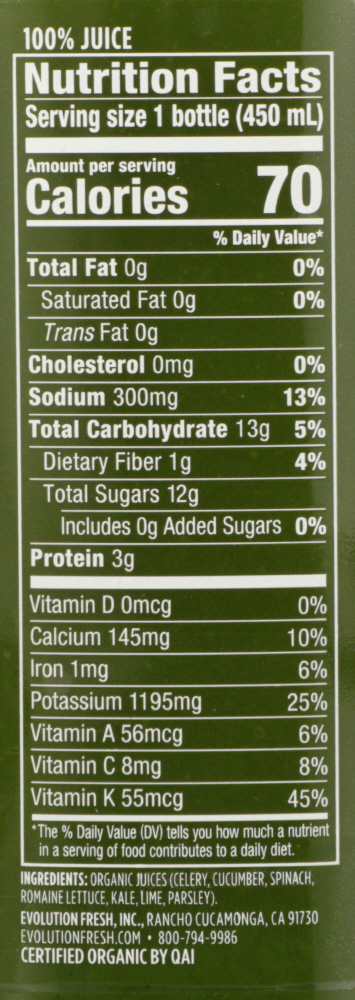 100% JUICE
Nutrition Facts
Serving size 1 bottle (450 mL)
Amount per serving
Calories 70
% Daily Value*
Total Fat 0g 0%
Saturated Fat 0g 0%
Trans Fat 0g
Cholesterol 0mg 0%
Sodium 300mg 13%
Total Carbohydrate 13g 5%
Dietary Fiber 1g 4%
Total Sugars 12g
Includes 0g Added Sugars 0%
Protein 3g
Vitamin D 0mcg 0%
Calcium 145mg 10%
Iron 1mg 6%
Potassium 1195mg 25%
Vitamin A 56mcg 6%
Vitamin C 8mg 8%
Vitamin K 55mcg 45%
*The % Daily Value (DV) tells you how much a nutrient
in a serving of food contributes to a daily diet.
INGREDIENTS: ORGANIC JUICES (CELERY, CUCUMBER, SPINACH,
ROMAINE LETTUCE, KALE, LIME, PARSLEY).
EVOLUTION FRESH, INC., RANCHO CUCAMONGA, CA 91730
EVOLUTIONFRESH.COM • 800-794-9986
CERTIFIED ORGANIC BY QAI